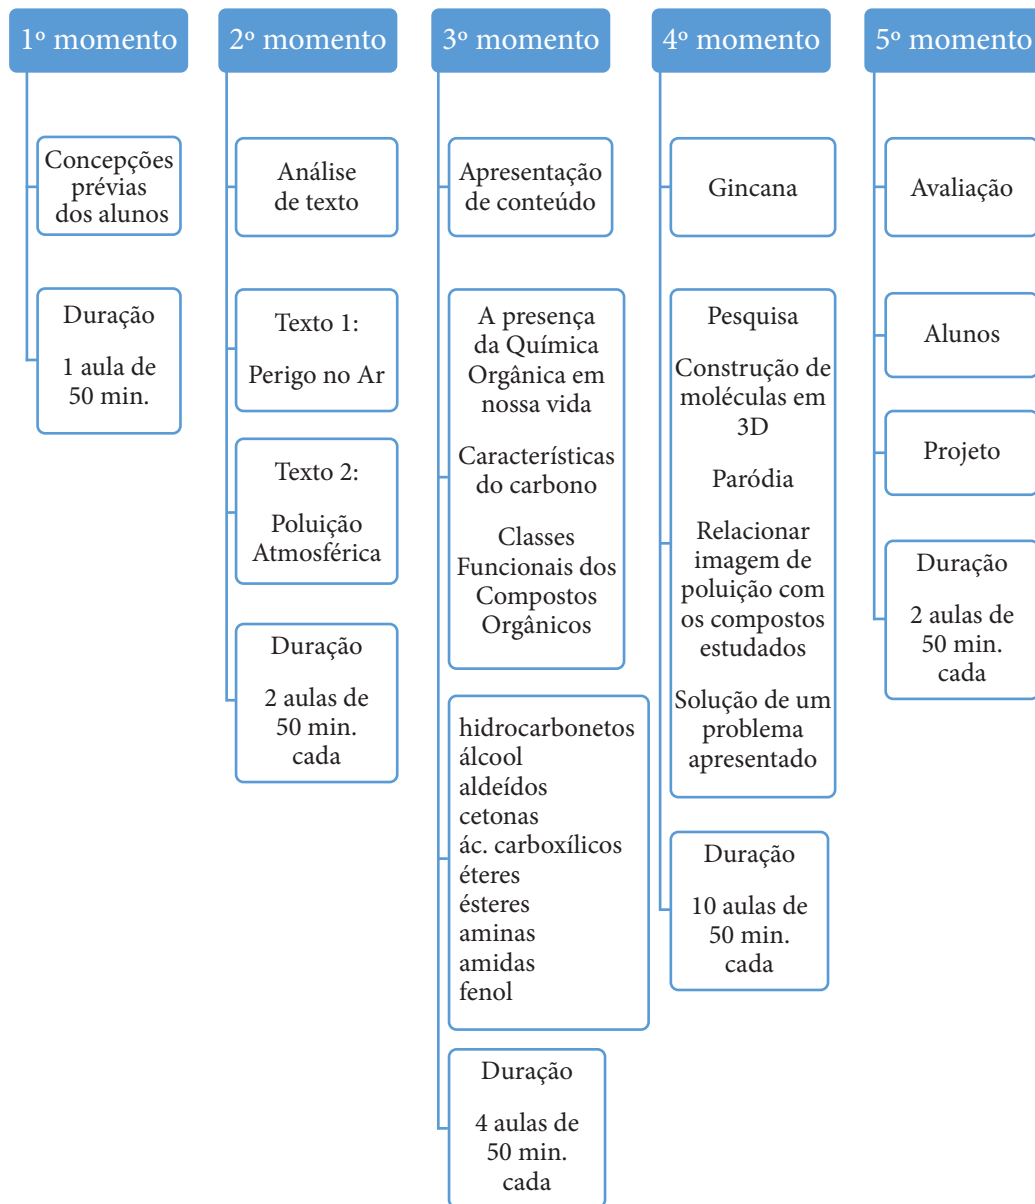 1º momento
Concepções
prévias
dos alunos
Duração
1 aula de
50 min.
2º momento
Análise
de texto
Texto 1:
Perigo no Ar
Texto 2:
Poluição
Atmosférica
Duração
2 aulas de
50 min.
cada
3º momento
Apresentação
de conteúdo
A presença
da Química
Orgânica em
nossa vida
Características
do carbono
Classes
Funcionais dos
Compostos
Orgânicos
hidrocarbonetos
álcool
aldeídos
cetonas
ác. carboxílicos
éteres
ésteres
aminas
amidas
fenol
Duração
4 aulas de
50 min.
cada
4º momento
Gincana
Pesquisa
Construção de
moléculas em
3D
Paródia
Relacionar
imagem de
poluição com
os compostos
estudados
Solução de um
problema
apresentado
Duração
10 aulas de
50 min.
cada
5º momento
Avaliação
Alunos
Projeto
Duração
2 aulas de
50 min.
cada